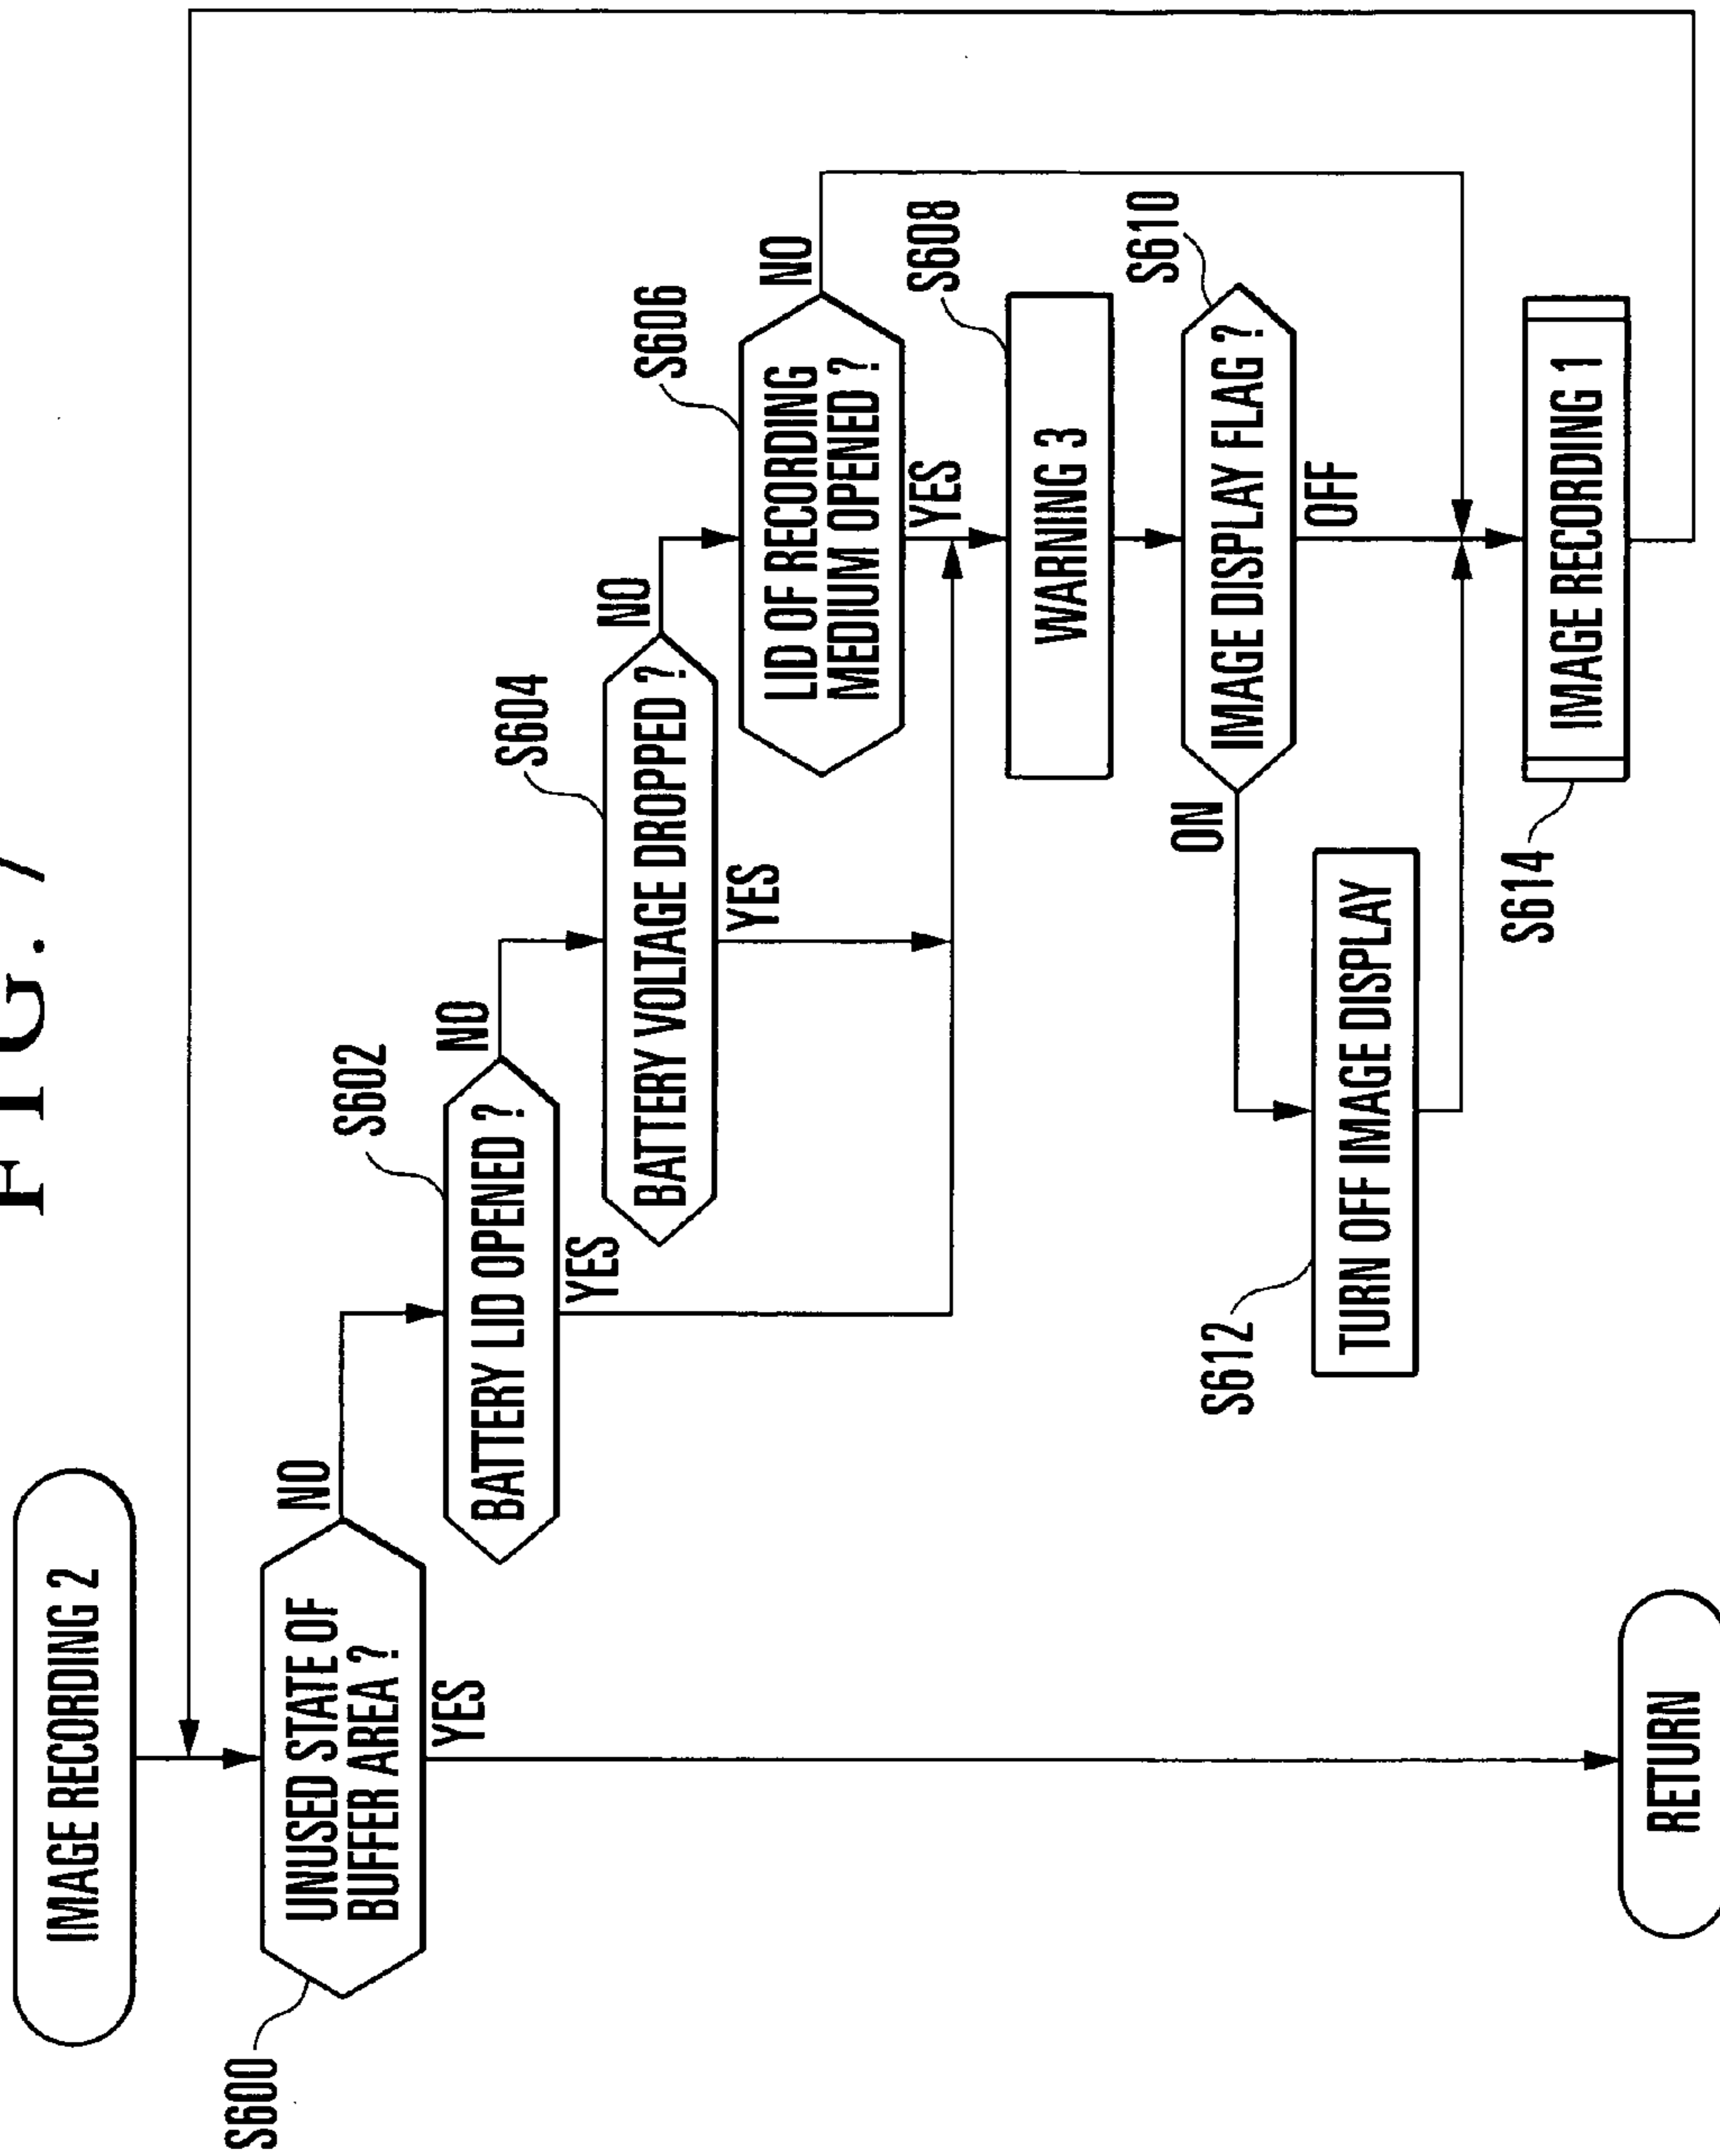 FIG. 7
IMAGE RECORDING 2
S600
UNUSED STATE OF
BUFFER AREA ?
NO
YES
S602
BATTERY LID OPENED ?
NO
YES
S604
BATTERY VOLTAGE DROPPED ?
NO
YES
S606
LID OF RECORDING
MEDIUM OPENED ?
NO
YES
S608
WARNING 3
S610
IMAGE DISPLAY FLAG ?
ON
OFF
S612
TURN OFF IMAGE DISPLAY
S614
IMAGE RECORDING 1
RETURN